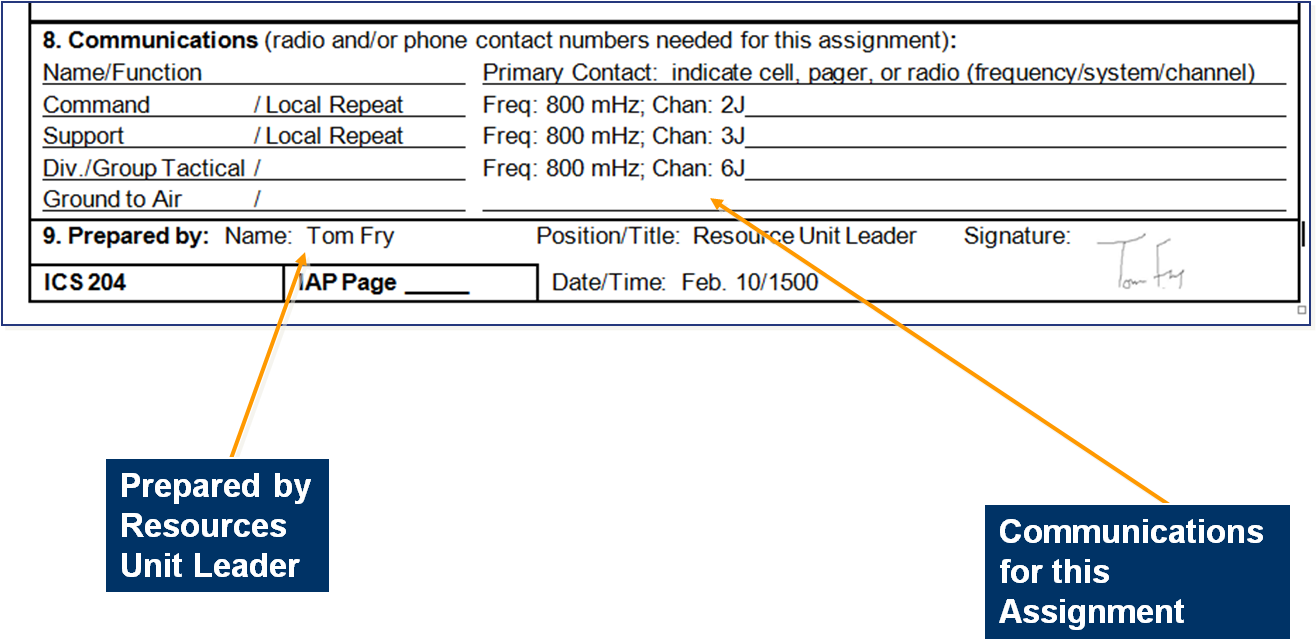 8. Communications (radio and/or phone contact numbers needed for this assignment):
Name/Function Primary Contact: indicate cell, pager, or radio (frequency/system/channel)
Command / Local Repeat Freq: 800 mHz; Chan: 2J
Support / Local Repeat Freq: 800 mHz; Chan: 3J
Div./Group Tactical / Freq: 800 mHz; Chan: 6J
Ground to Air /
9. Prepared by: Name: Tom Fry Position/Title: Resource Unit Leader Signature: Tom Fry
ICS 204 IAP Page _____ Date/Time: Feb. 10/1500
Prepared by
Resources
Unit Leader
Communications
for this
Assignment